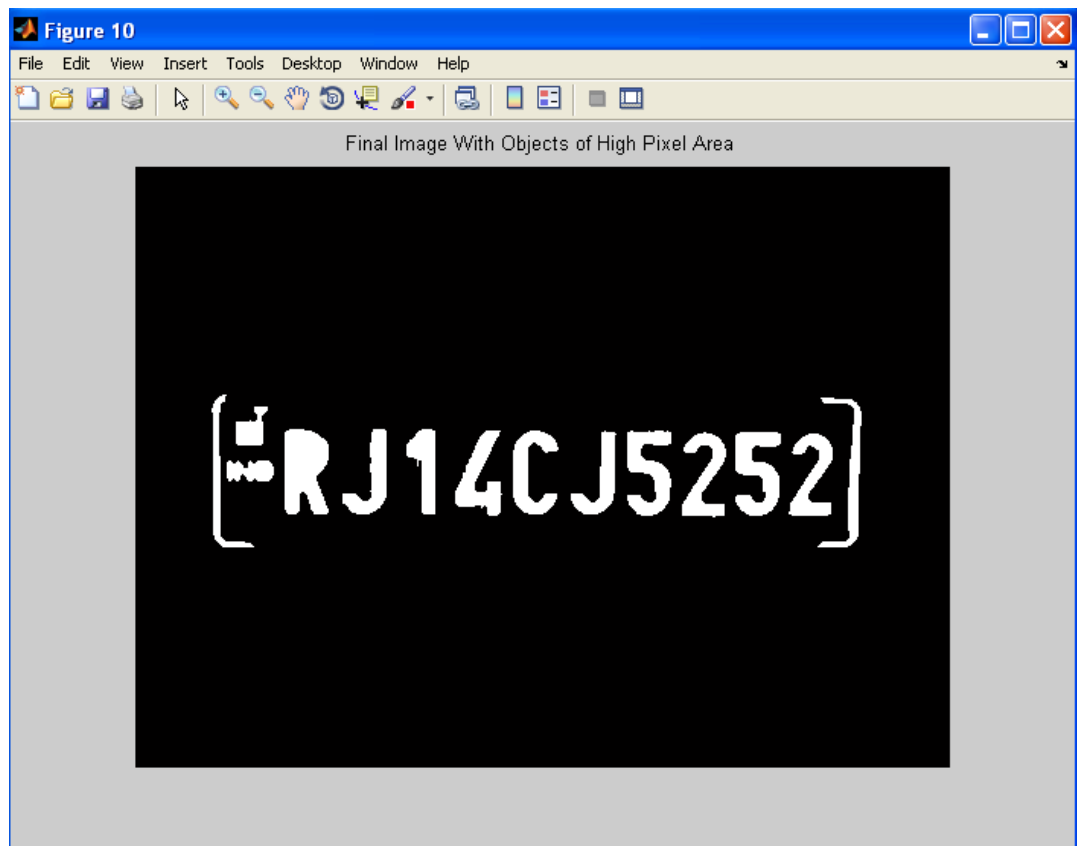 Figure 10
File Edit View Insert Tools Desktop Window Help
Final Image With Objects of High Pixel Area
IND
RJ14CJ5252